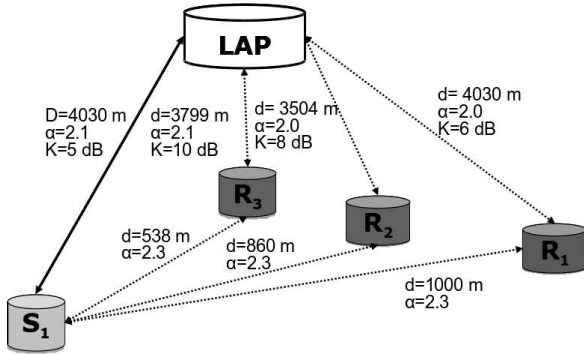 LAP
D=4030 m
α=2.1
K=5 dB
d=3799 m
α=2.1
K=10 dB
d= 3504 m
α=2.0
K=8 dB
d= 4030 m
α=2.0
K=6 dB
R3
R2
R1
d=538 m
α=2.3
d=860 m
α=2.3
d=1000 m
α=2.3
S1